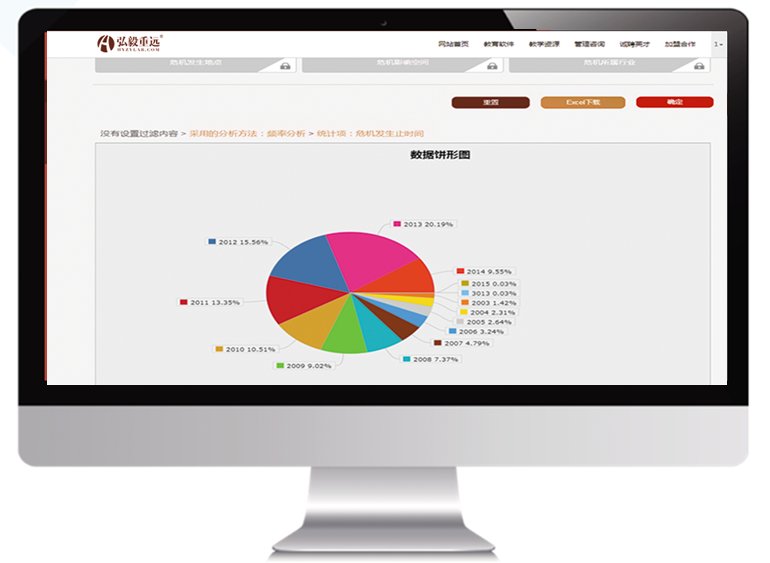 弘毅重远®
HYZYCAB.COM
网站首页 教育软件 教学资源 管理咨询 诚聘英才 加盟合作 1
危机发生地点 危机影响空间 危机所属行业
重置 Excel下载 确定
没有设置过滤内容 > 采用的分析方法：频率分析 > 统计项：危机发生止时间
数据饼形图
2013 20.19%
2012 15.56%
2014 9.55%
2015 0.03%
3013 0.03%
2011 13.35%
2003 1.42%
2004 2.31%
2005 2.64%
2006 3.24%
2007 4.79%
2010 10.51%
2008 7.37%
2009 9.02%